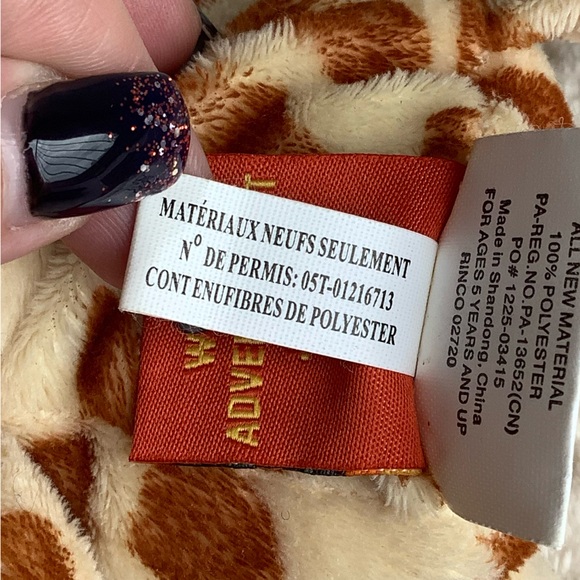 MATÉRIAUX NEUFS SEULEMENT
N° DE PERMIS: 05T-01216713
CONT ENUFIBRES DE POLYESTER
ADVE
ALL NEW MATERIAL
100% POLYESTER
PA-REG.NO.PA-13652(CN)
PO# 1225-03415
Made in Shandong, China
FOR AGES 5 YEARS AND UP
RINCO 02720